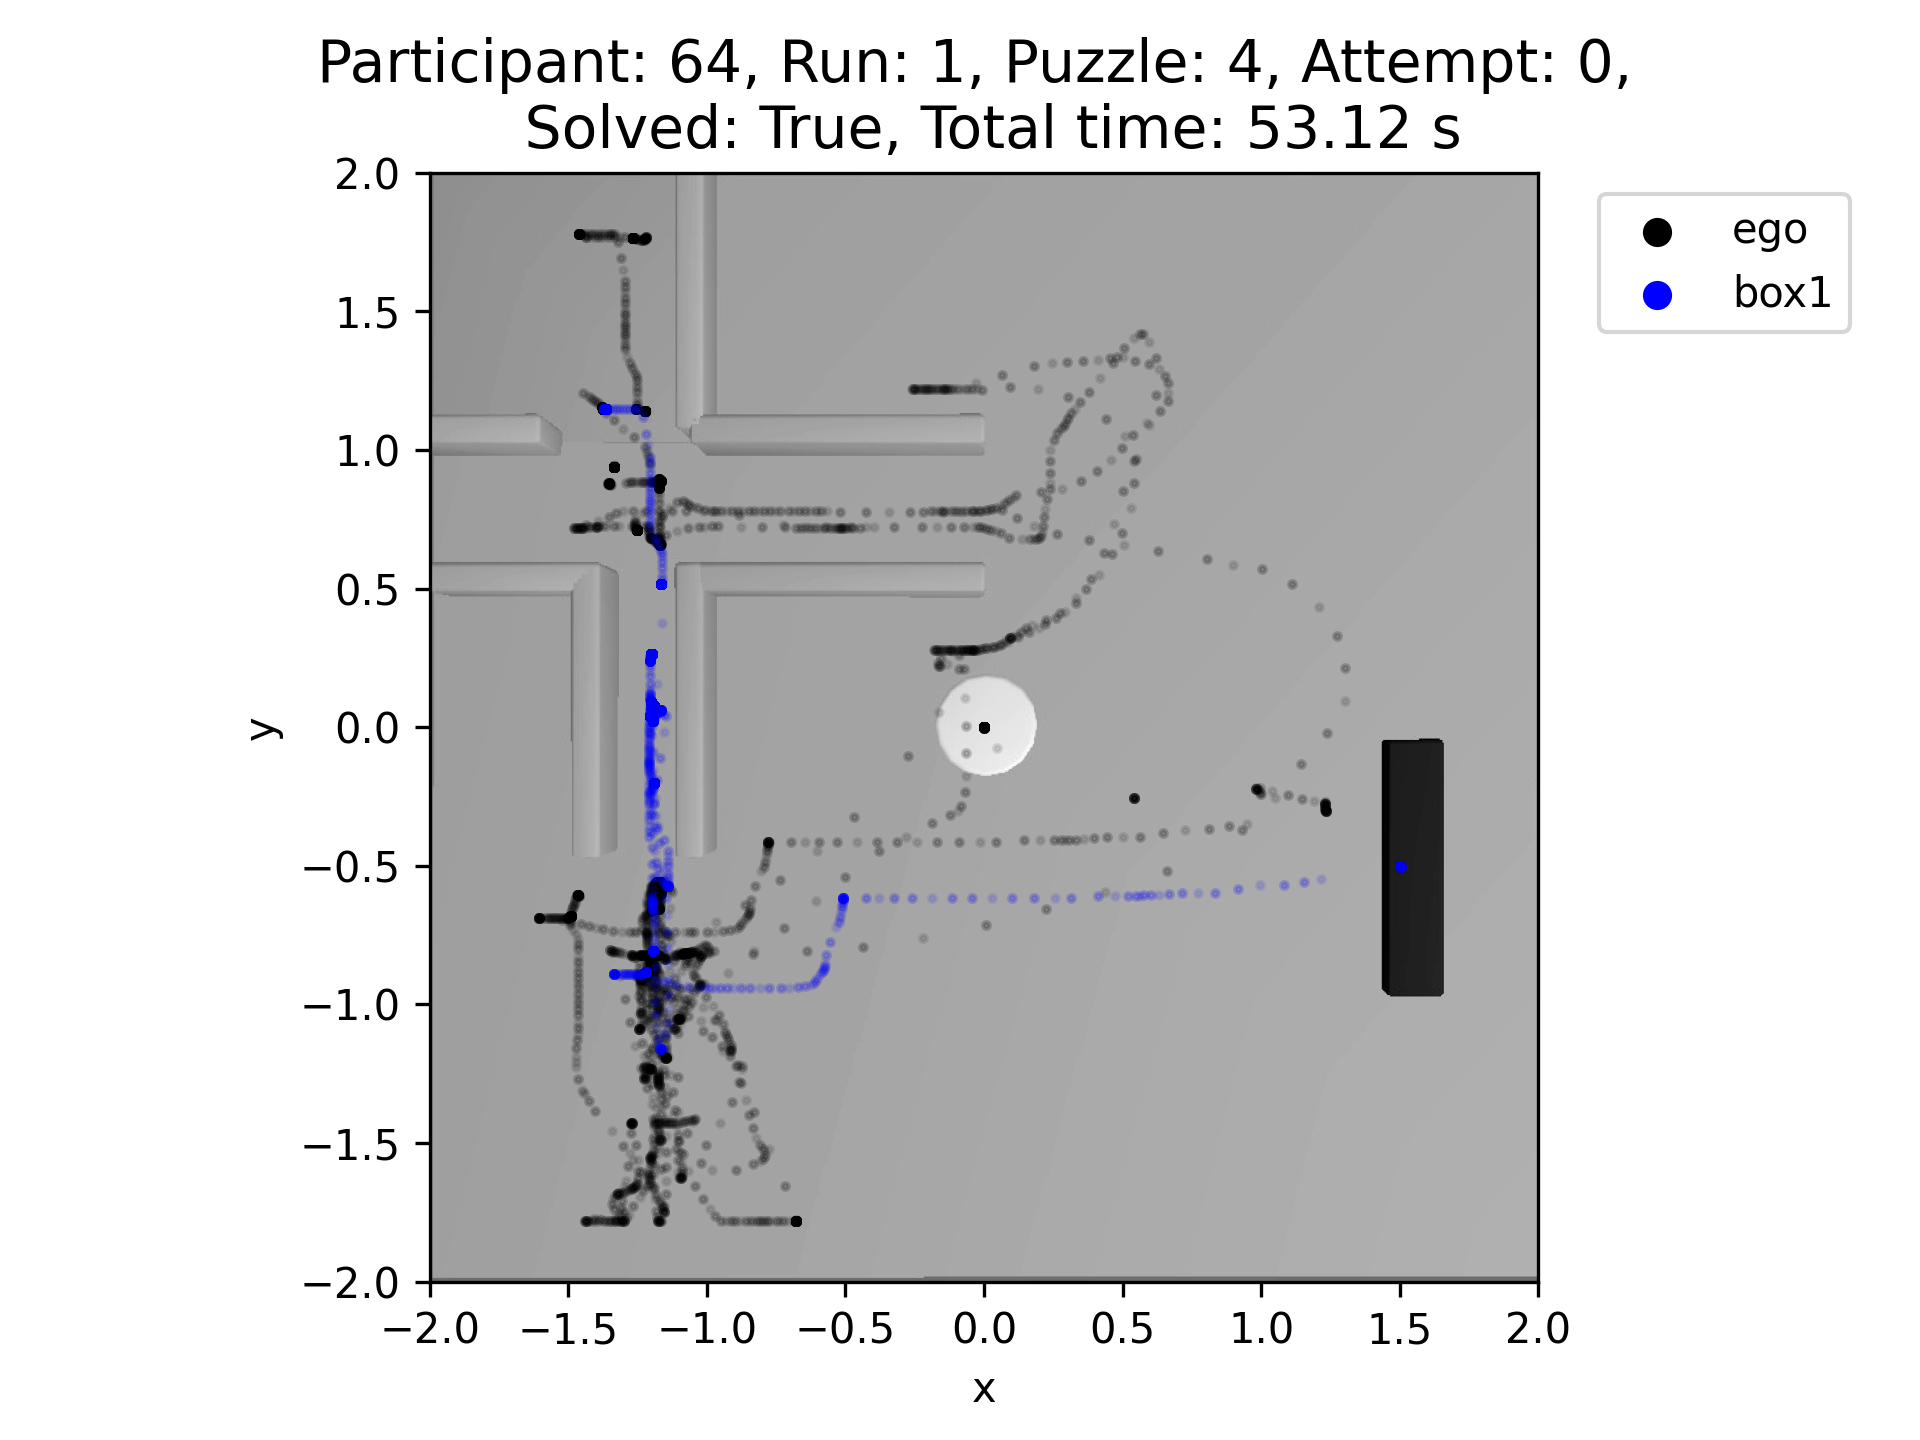 Participant: 64, Run: 1, Puzzle: 4, Attempt: 0,
Solved: True, Total time: 53.12 s
ego
box1
2.0
1.5
1.0
0.5
0.0
−0.5
−1.0
−1.5
−2.0
y
−2.0 −1.5 −1.0 −0.5 0.0 0.5 1.0 1.5 2.0
x